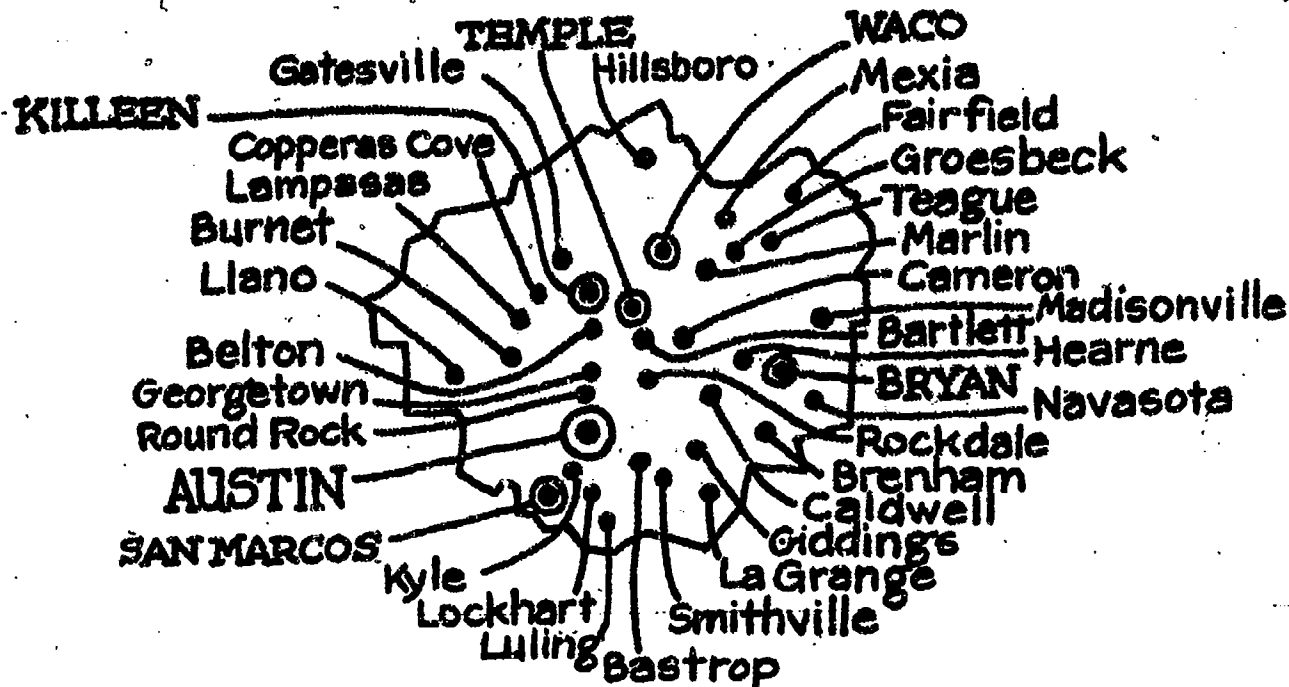 TEMPLE
WACO
Gatesville
Hillsboro
Mexia
KILLEEN
Fairfield
Copperas Cove
Groesbeck
Lampasas
Teague
Burnet
Marlin
Llano
Cameron
Madisonville
Bartlett
Belton
Hearne
Georgetown
BRYAN
Navasota
Round Rock
Rockdale
AUSTIN
Brenham
Caldwell
SAN MARCOS
Giddings
Kyle
La Grange
Lockhart
Smithville
Luling
Bastrop